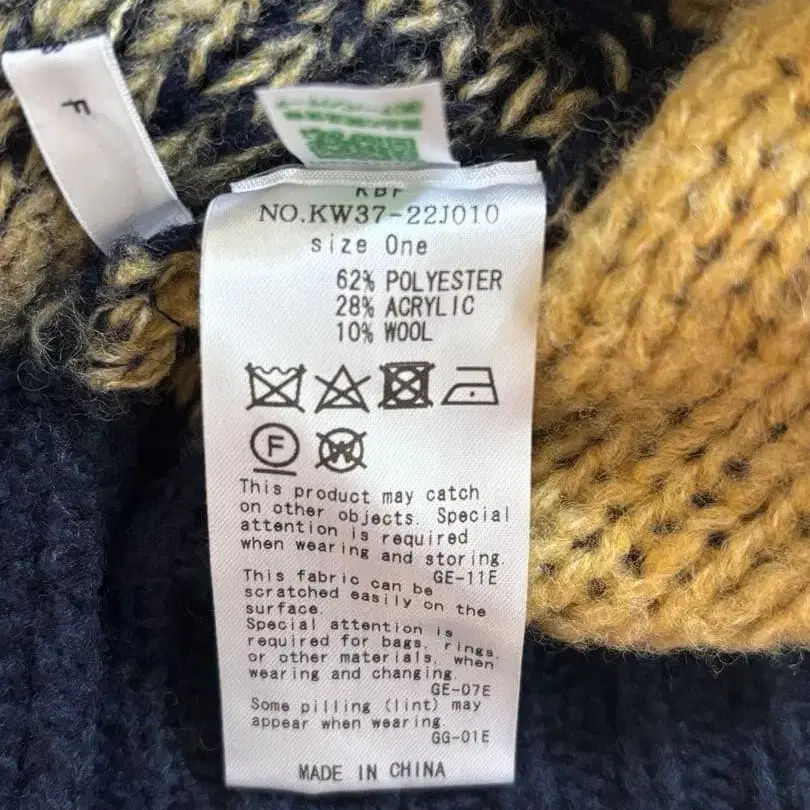 F
KBF
NO.KW37-22J010
size One
62% POLYESTER
28% ACRYLIC
10% WOOL
F
W
This product may catch
on other objects. Special
attention is required
when wearing and storing.
GE-11E
This fabric can be
scratched easily on the
surface.
Special attention is
required for bags, rings,
or other materials, when
wearing and changing.
GE-07E
Some pilling (lint) may
appear when wearing.
GG-01E
MADE IN CHINA